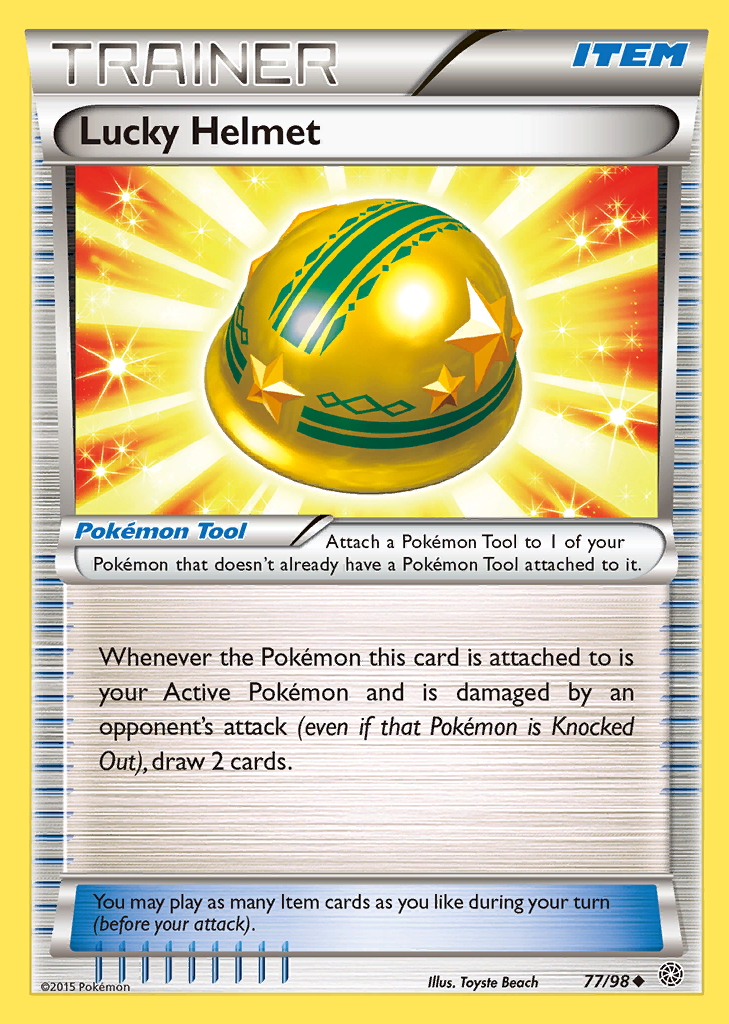 TRAINER
ITEM
Lucky Helmet
Pokémon Tool
Attach a Pokémon Tool to 1 of your
Pokémon that doesn't already have a Pokémon Tool attached to it.
Whenever the Pokémon this card is attached to is
your Active Pokémon and is damaged by an
opponent's attack (even if that Pokémon is Knocked
Out), draw 2 cards.
You may play as many Item cards as you like during your turn
(before your attack).
©2015 Pokémon
Illus. Toyste Beach
77/98